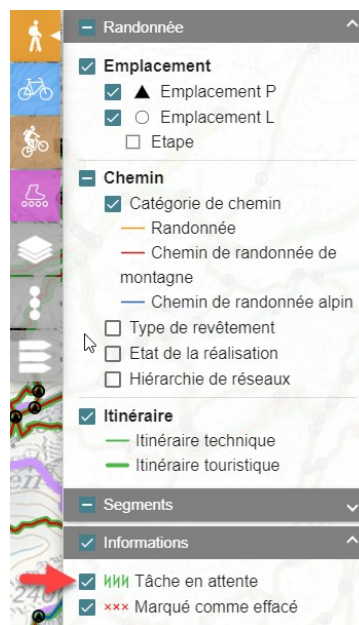 Randonnée
Emplacement
Emplacement P
Emplacement L
Etape
Chemin
Catégorie de chemin
Randonnée
Chemin de randonnée de
montagne
Chemin de randonnée alpin
Type de revêtement
Etat de la réalisation
Hiérarchie de réseaux
Itinéraire
Itinéraire technique
Itinéraire touristique
Segments
Informations
Tâche en attente
Marqué comme effacé